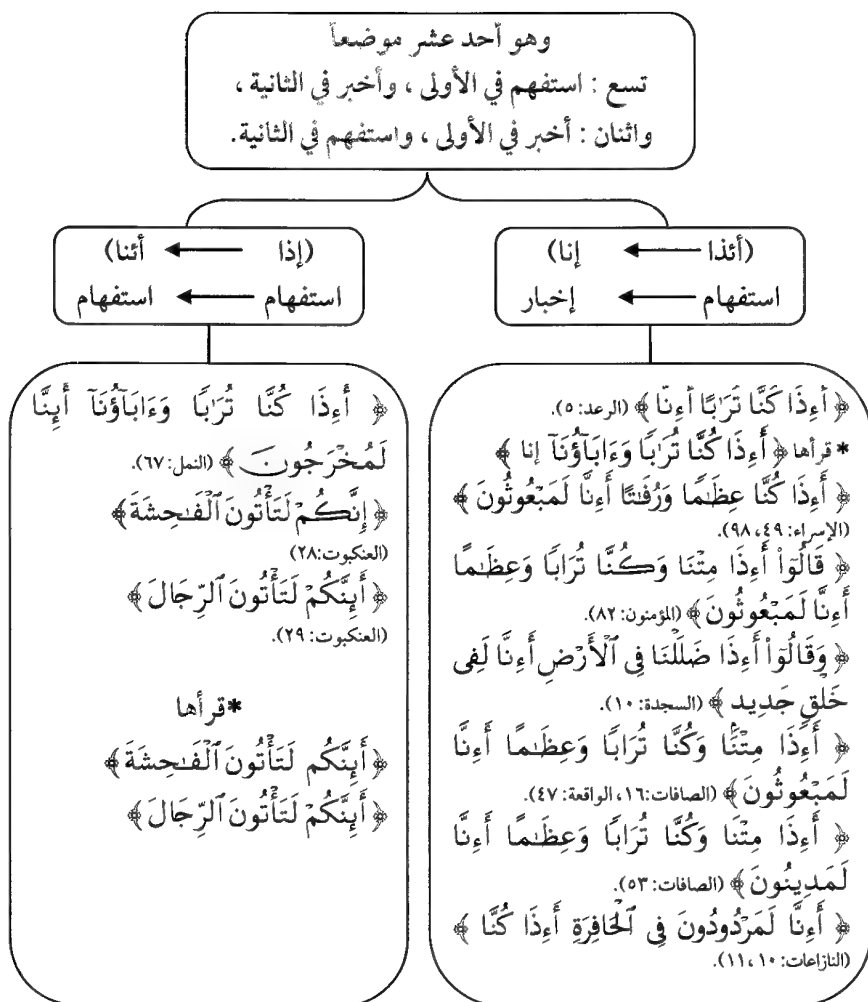 وهو أحد عشر موضعاً
تسع : استفهم في الأولى ، وأخبر في الثانية ،
واثنان : أخبر في الأولى ، واستفهم في الثانية.
(أئذا ← إنا)
استفهام ← إخبار
﴿ أَءِذَا كُنَّا تُرَٰبًا أَءِنَّا ﴾ (الرعد: ٥).
* قرأها ﴿ أَءِذَا كُنَّا تُرَٰبًا وَءَابَآؤُنَآ إنا ﴾
﴿ أَءِذَا كُنَّا عِظَٰمًا وَرُفَٰتًا أَءِنَّا لَمَبْعُوثُونَ ﴾
(الإسراء: ٤٩، ٩٨).
﴿ قَالُوٓا۟ أَءِذَا مِتْنَا وَكُنَّا تُرَابًا وَعِظَٰمًا
أَءِنَّا لَمَبْعُوثُونَ ﴾ (المؤمنون: ٨٢).
﴿ وَقَالُوٓا۟ أَءِذَا ضَلَلْنَا فِى ٱلْأَرْضِ أَءِنَّا لَفِى
خَلْقٍ جَدِيدٍ ﴾ (السجدة: ١٠).
﴿ أَءِذَا مِتْنَا وَكُنَّا تُرَابًا وَعِظَٰمًا أَءِنَّا
لَمَبْعُوثُونَ ﴾ (الصافات: ١٦، الواقعة: ٤٧).
﴿ أَءِذَا مِتْنَا وَكُنَّا تُرَابًا وَعِظَٰمًا أَءِنَّا
لَمَدِينُونَ ﴾ (الصافات: ٥٣).
﴿ أَءِنَّا لَمَرْدُودُونَ فِى ٱلْحَافِرَةِ أَءِذَا كُنَّا ﴾
(النازاعات: ١٠، ١١).
(إذا ← أئنا)
استفهام ← استفهام
﴿ أَءِذَا كُنَّا تُرَٰبًا وَءَابَآؤُنَآ أَئِنَّا
لَمُخْرَجُونَ ﴾ (النمل: ٦٧).
﴿ إِنَّكُمْ لَتَأْتُونَ ٱلْفَٰحِشَةَ ﴾
(العنكبوت: ٢٨)
﴿ أَئِنَّكُمْ لَتَأْتُونَ ٱلرِّجَالَ ﴾
(العنكبوت: ٢٩).
*قرأها
﴿ أَئِنَّكُم لَتَأْتُونَ ٱلْفَٰحِشَةَ ﴾
﴿ أَئِنَّكُمْ لَتَأْتُونَ ٱلرِّجَالَ ﴾